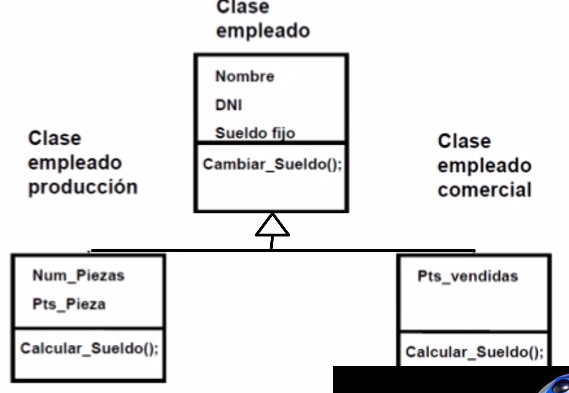 Clase
empleado
Nombre
DNI
Sueldo fijo
Cambiar_Sueldo();
Clase
empleado
producción
Clase
empleado
comercial
Num_Piezas
Pts_Pieza
Calcular_Sueldo();
Pts_vendidas
Calcular_Sueldo();